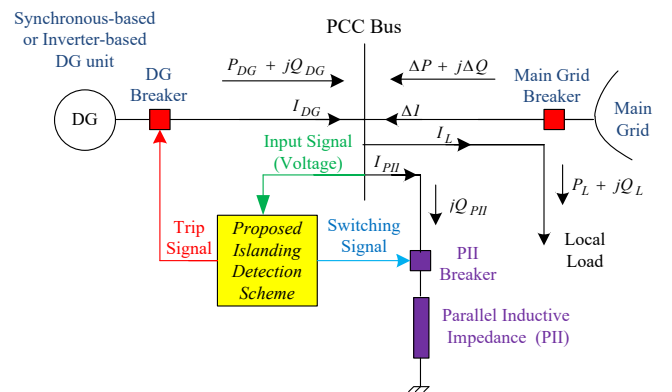 Synchronous-based
or Inverter-based
DG unit
PCC Bus
DG
Breaker
P_DG + jQ_DG
ΔP + jΔQ
Main Grid
Breaker
Main
Grid
DG
I_DG
ΔI
Input Signal
(Voltage)
I_L
I_PII
P_L + jQ_L
jQ_PII
Trip
Signal
Proposed
Islanding
Detection
Scheme
Switching
Signal
PII
Breaker
Local
Load
Parallel Inductive
Impedance (PII)